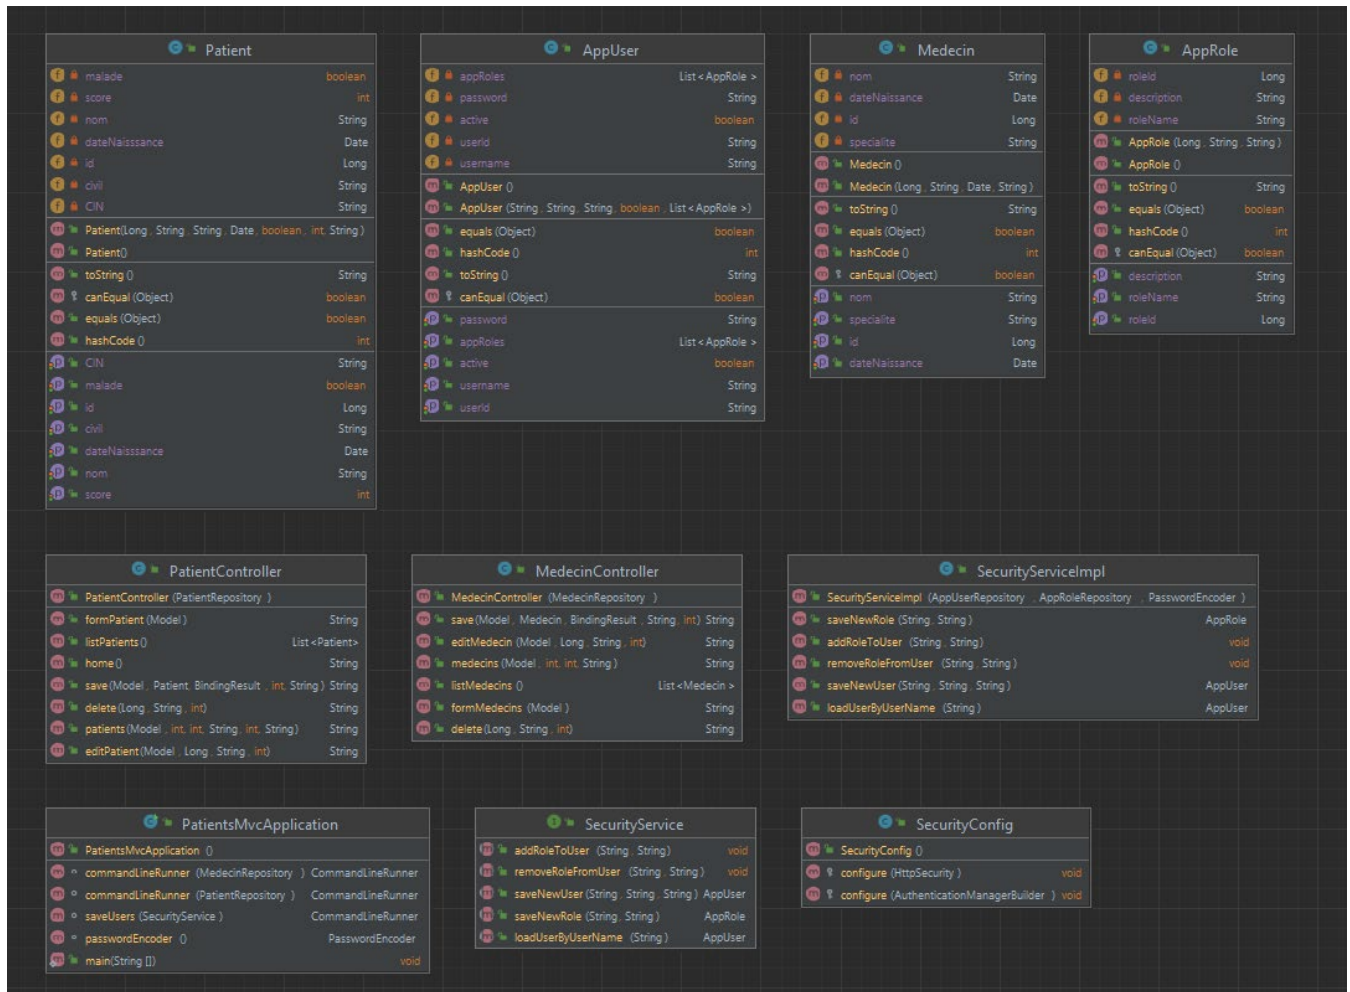 Patient
malade boolean
score int
nom String
dateNaisssance Date
id Long
civil String
CIN String
Patient(Long, String, String, Date, boolean, int, String)
Patient()
toString() String
canEqual(Object) boolean
equals(Object) boolean
hashCode() int
CIN String
malade boolean
id Long
civil String
dateNaisssance Date
nom String
score int
AppUser
appRoles List<AppRole>
password String
active boolean
userId String
username String
AppUser()
AppUser(String, String, String, boolean, List<AppRole>)
equals(Object) boolean
hashCode() int
toString() String
canEqual(Object) boolean
password String
appRoles List<AppRole>
active boolean
username String
userId String
Medecin
nom String
dateNaissance Date
id Long
specialite String
Medecin()
Medecin(Long, String, Date, String)
toString() String
equals(Object) boolean
hashCode() int
canEqual(Object) boolean
nom String
specialite String
id Long
dateNaissance Date
AppRole
roleId Long
description String
roleName String
AppRole(Long, String, String)
AppRole()
toString() String
equals(Object) boolean
hashCode() int
canEqual(Object) boolean
description String
roleName String
roleId Long
PatientController
PatientController(PatientRepository)
formPatient(Model) String
listPatients() List<Patient>
home() String
save(Model, Patient, BindingResult, int, String) String
delete(Long, String, int) String
patients(Model, int, int, String, int, String) String
editPatient(Model, Long, String, int) String
MedecinController
MedecinController(MedecinRepository)
save(Model, Medecin, BindingResult, String, int) String
editMedecin(Model, Long, String, int) String
medecins(Model, int, int, String) String
listMedecins() List<Medecin>
formMedecins(Model) String
delete(Long, String, int) String
SecurityServiceImpl
SecurityServiceImpl(AppUserRepository, AppRoleRepository, PasswordEncoder)
saveNewRole(String, String) AppRole
addRoleToUser(String, String) void
removeRoleFromUser(String, String) void
saveNewUser(String, String, String) AppUser
loadUserByUserName(String) AppUser
PatientsMvcApplication
PatientsMvcApplication()
commandLineRunner(MedecinRepository) CommandLineRunner
commandLineRunner(PatientRepository) CommandLineRunner
saveUsers(SecurityService) CommandLineRunner
passwordEncoder() PasswordEncoder
main(String[]) void
SecurityService
addRoleToUser(String, String) void
removeRoleFromUser(String, String) void
saveNewUser(String, String, String) AppUser
saveNewRole(String, String) AppRole
loadUserByUserName(String) AppUser
SecurityConfig
SecurityConfig()
configure(HttpSecurity) void
configure(AuthenticationManagerBuilder) void